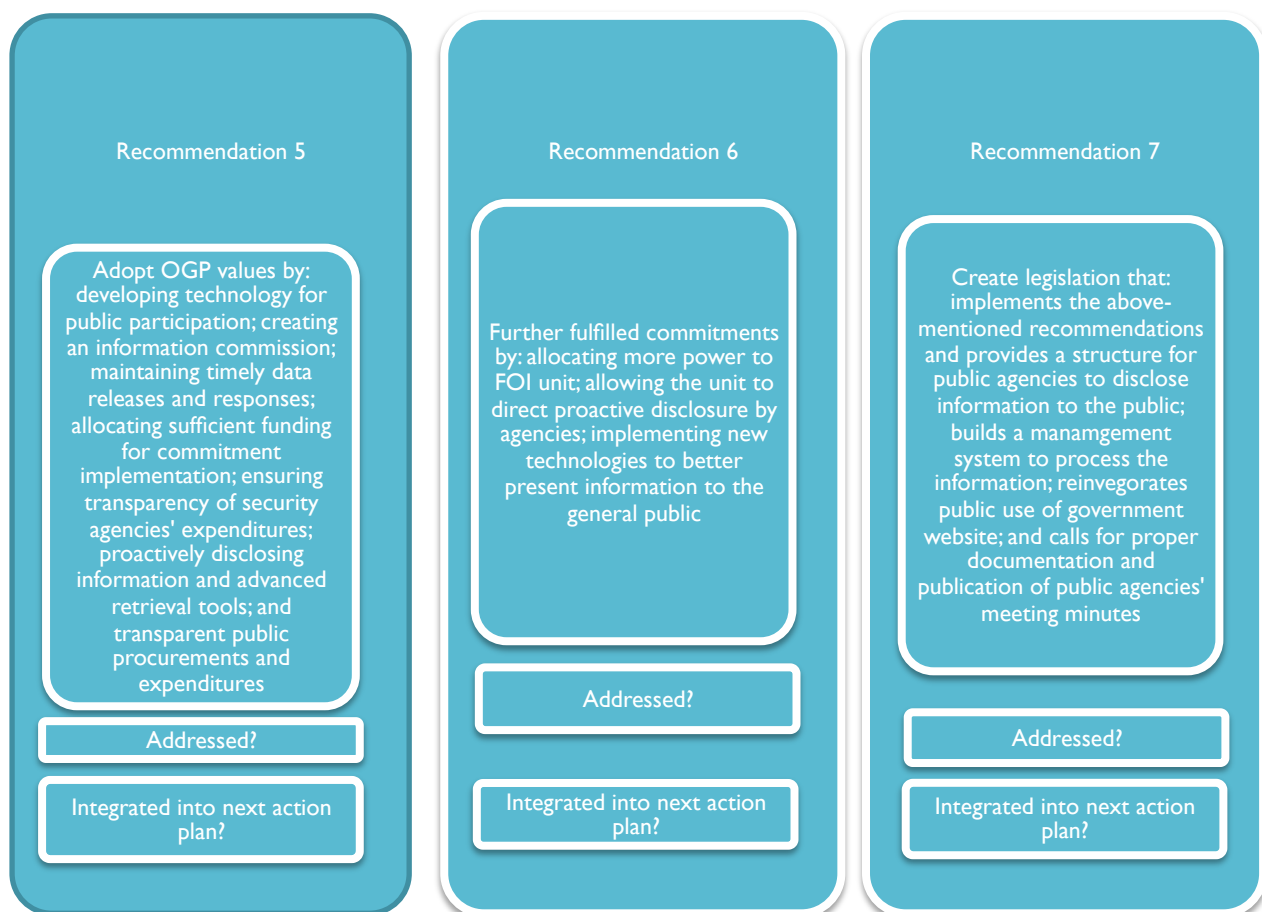 Recommendation 5
Adopt OGP values by:
developing technology for
public participation; creating
an information commission;
maintaining timely data
releases and responses;
allocating sufficient funding
for commitment
implementation; ensuring
transparency of security
agencies' expenditures;
proactively disclosing
information and advanced
retrieval tools; and
transparent public
procurements and
expenditures
Addressed?
Integrated into next action
plan?
Recommendation 6
Further fulfilled commitments
by: allocating more power to
FOI unit; allowing the unit to
direct proactive disclosure by
agencies; implementing new
technologies to better
present information to the
general public
Addressed?
Integrated into next action
plan?
Recommendation 7
Create legislation that:
implements the above-
mentioned recommendations
and provides a structure for
public agencies to disclose
information to the public;
builds a manamgement
system to process the
information; reinvegorates
public use of government
website; and calls for proper
documentation and
publication of public agencies'
meeting minutes
Addressed?
Integrated into next action
plan?